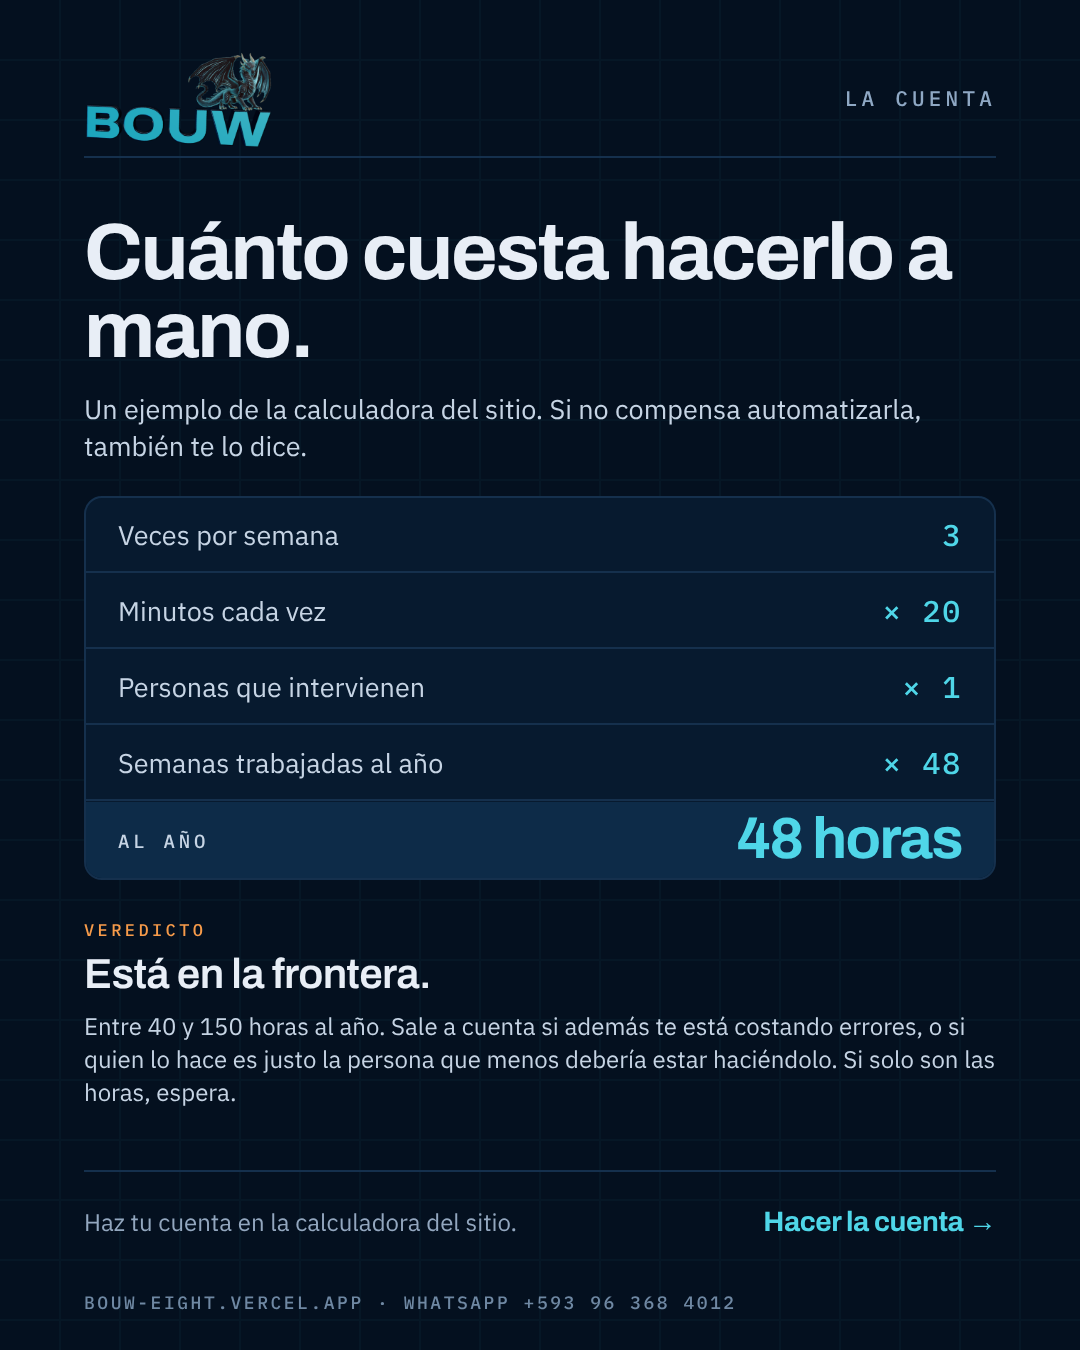 BOUW
LA CUENTA
Cuánto cuesta hacerlo a
mano.
Un ejemplo de la calculadora del sitio. Si no compensa automatizarla,
también te lo dice.
Veces por semana 3
Minutos cada vez × 20
Personas que intervienen × 1
Semanas trabajadas al año × 48
AL AÑO 48 horas
VEREDICTO
Está en la frontera.
Entre 40 y 150 horas al año. Sale a cuenta si además te está costando errores, o si
quien lo hace es justo la persona que menos debería estar haciéndolo. Si solo son las
horas, espera.
Haz tu cuenta en la calculadora del sitio. Hacer la cuenta →
BOUW-EIGHT.VERCEL.APP · WHATSAPP +593 96 368 4012